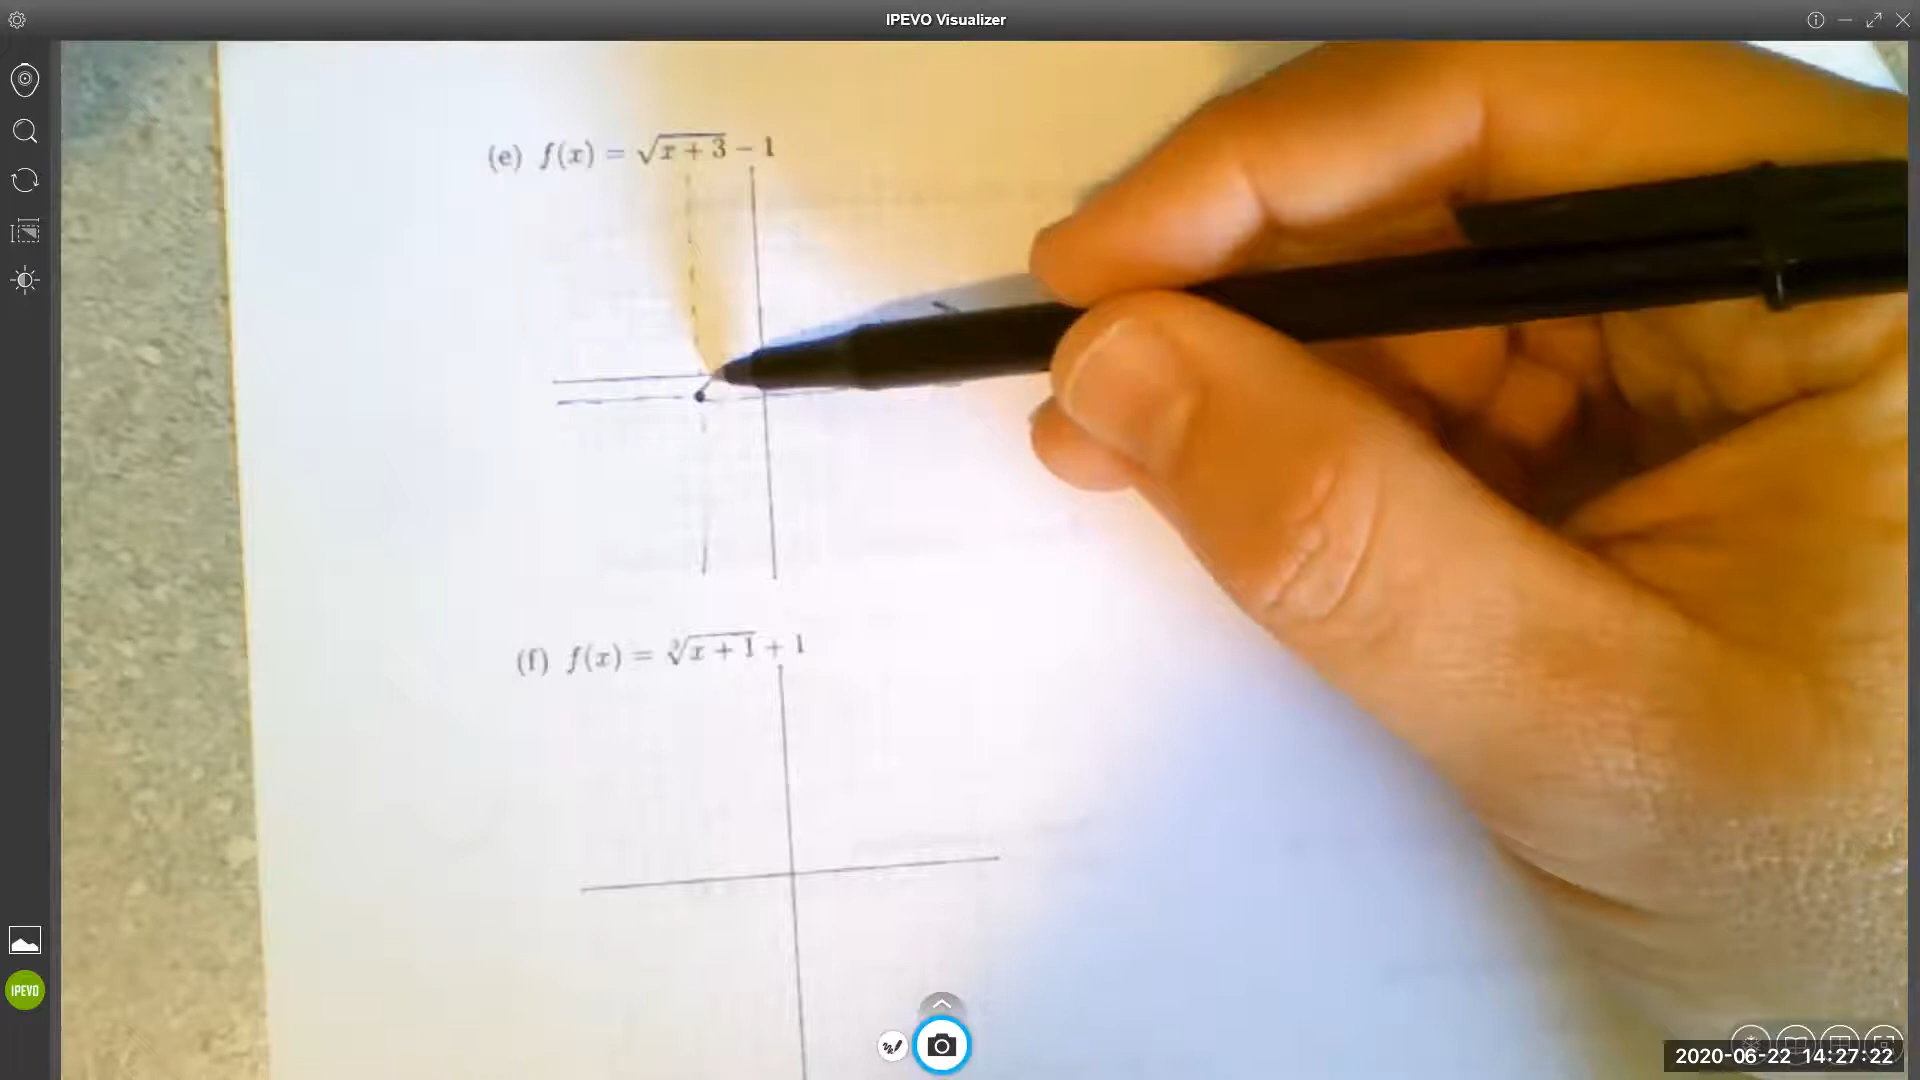 IPEVO Visualizer
(e) f(x) = √(x + 3) − 1
(f) f(x) = ∛(x + 1) + 1
IPEVO
2020-06-22 14:27:22